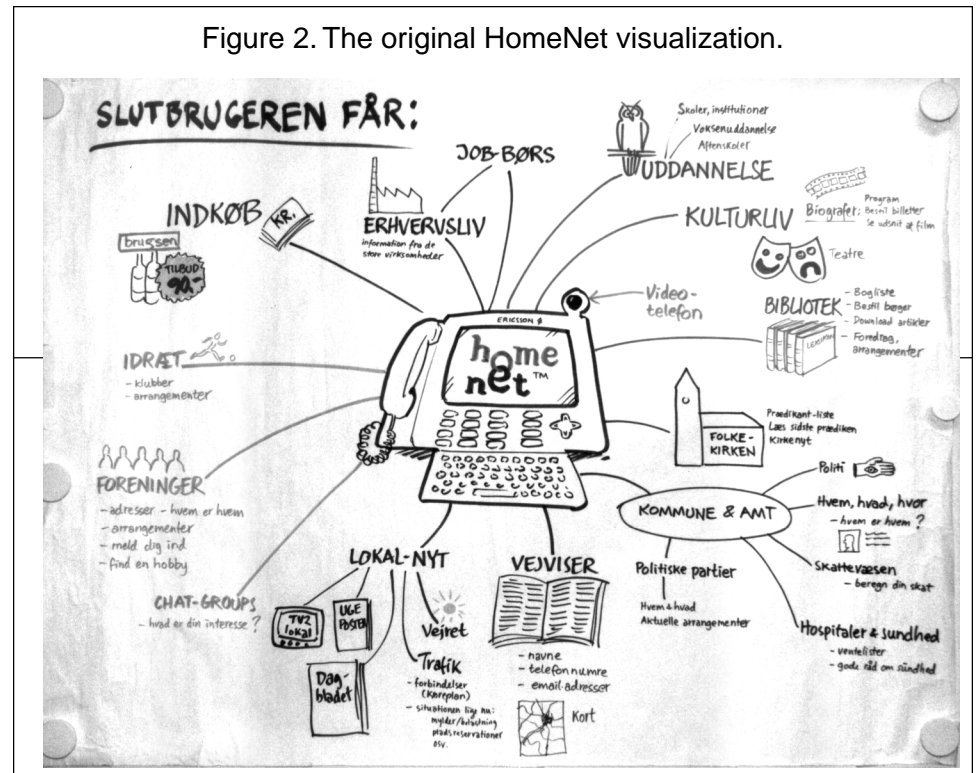 Figure 2. The original HomeNet visualization.
SLUTBRUGEREN FÅR:
JOB-BØRS
Skoler, institutioner
Voksenuddannelse
Aftenskoler
UDDANNELSE
INDKØB
KR.
brugsen
TILBUD
90,-
ERHVERVSLIV
information fra de
store virksomheder
KULTURLIV
Biografer:
Program
Bestil billetter
Se udsnit af film
Teatre
Video-
telefon
BIBLIOTEK
- Bogliste
- Bestil bøger
- Download artikler
- Foredrag,
arrangementer
LEKSIKON
ERICSSON
home
net™
IDRÆT
- klubber
- arrangementer
FOLKE-
KIRKEN
Prædikant-liste
Læs sidste prædiken
Kirkenyt
FORENINGER
- adresser - hvem er hvem
- arrangementer
- meld dig ind
- find en hobby
CHAT-GROUPS
- hvad er din interesse?
KOMMUNE & AMT
Politi
Hvem, hvad, hvor
- hvem er hvem?
Skattevæsen
- beregn din skat
Hospitaler & sundhed
- ventelister
- gode råd om sundhed
Politiske partier
Hvem & hvad
Aktuelle arrangementer
LOKAL-NYT
TV2
lokal
UGE
POSTEN
Dag-
bladet
Vejret
Trafik
- forbindelser
(Køreplan)
- situationen lige nu:
pladsreservationer
osv.
VEJVISER
- navne
- telefonnumre
- email-adresser
Kort